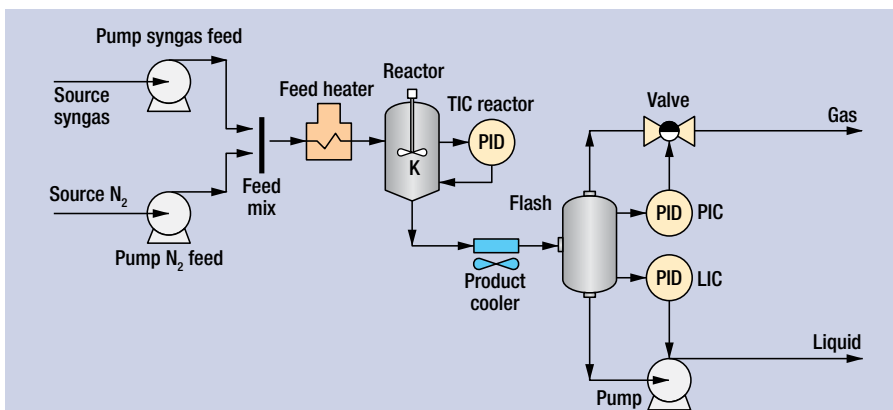 Pump syngas feed
Source
syngas
Source N₂
Pump N₂ feed
Feed
mix
Feed heater
Reactor
K
TIC reactor
PID
Product
cooler
Flash
Valve
Gas
PID
PIC
PID
LIC
Liquid
Pump